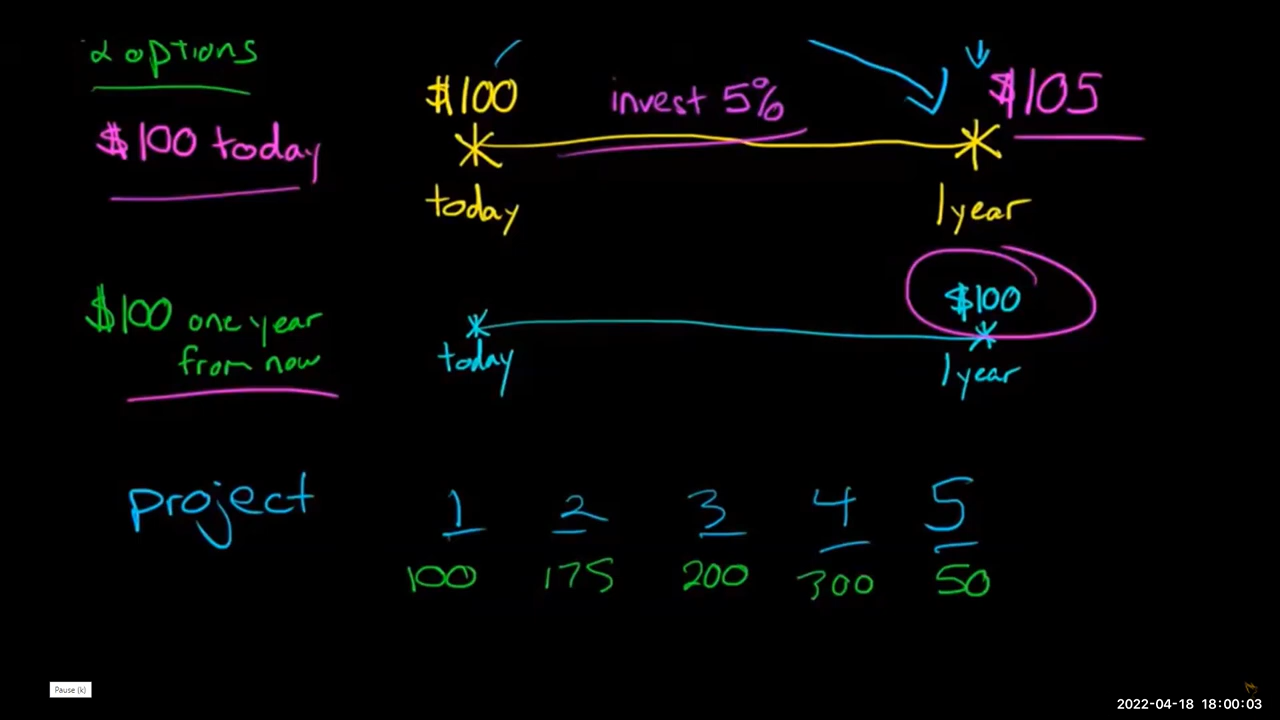 2 options
$100 invest 5% $105
$100 today
today 1 year
$100
$100 one year
from now
today 1 year
project 1 2 3 4 5
100 175 200 300 50
Pause (k)
2022-04-18 18:00:03